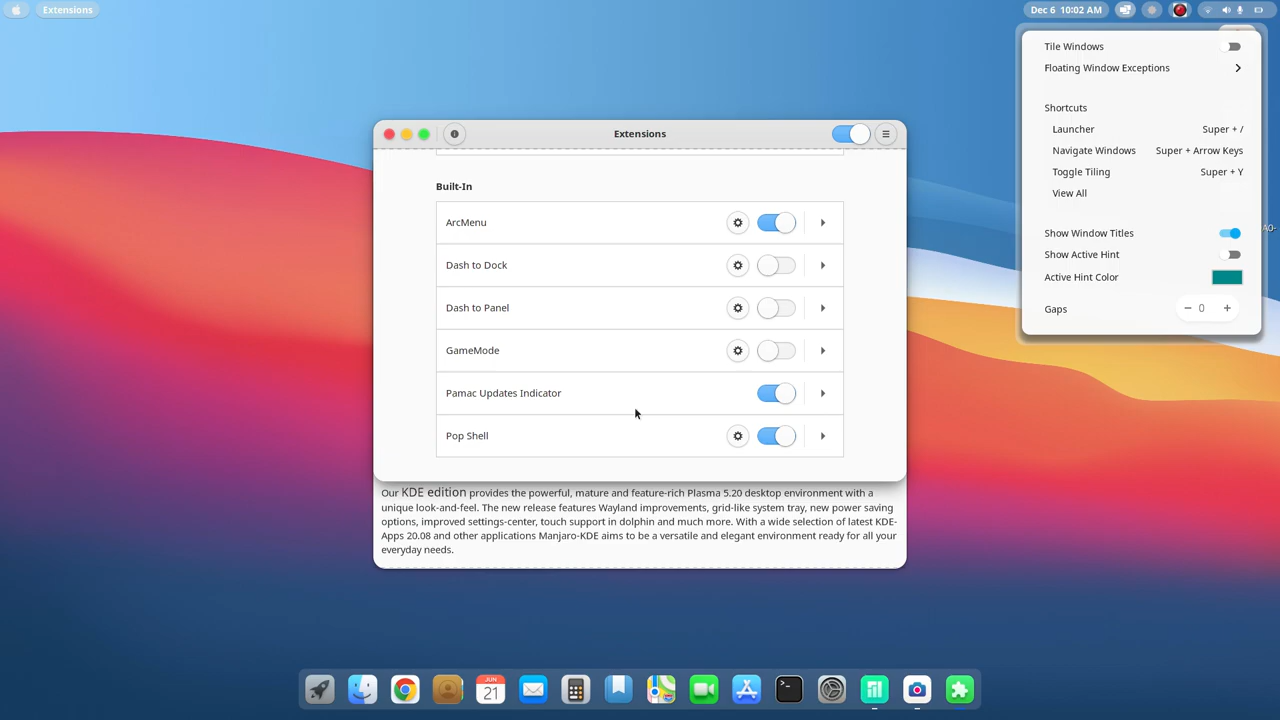 Extensions
Dec 6 10:02 AM
Tile Windows
Floating Window Exceptions
Shortcuts
Launcher Super + /
Navigate Windows Super + Arrow Keys
Toggle Tiling Super + Y
View All
Show Window Titles
Show Active Hint
Active Hint Color
Gaps 0
Extensions
Built-In
ArcMenu
Dash to Dock
Dash to Panel
GameMode
Pamac Updates Indicator
Pop Shell
Our KDE edition provides the powerful, mature and feature-rich Plasma 5.20 desktop environment with a
unique look-and-feel. The new release features Wayland improvements, grid-like system tray, new power saving
options, improved settings-center, touch support in dolphin and much more. With a wide selection of latest KDE-
Apps 20.08 and other applications Manjaro-KDE aims to be a versatile and elegant environment ready for all your
everyday needs.
JUN
21